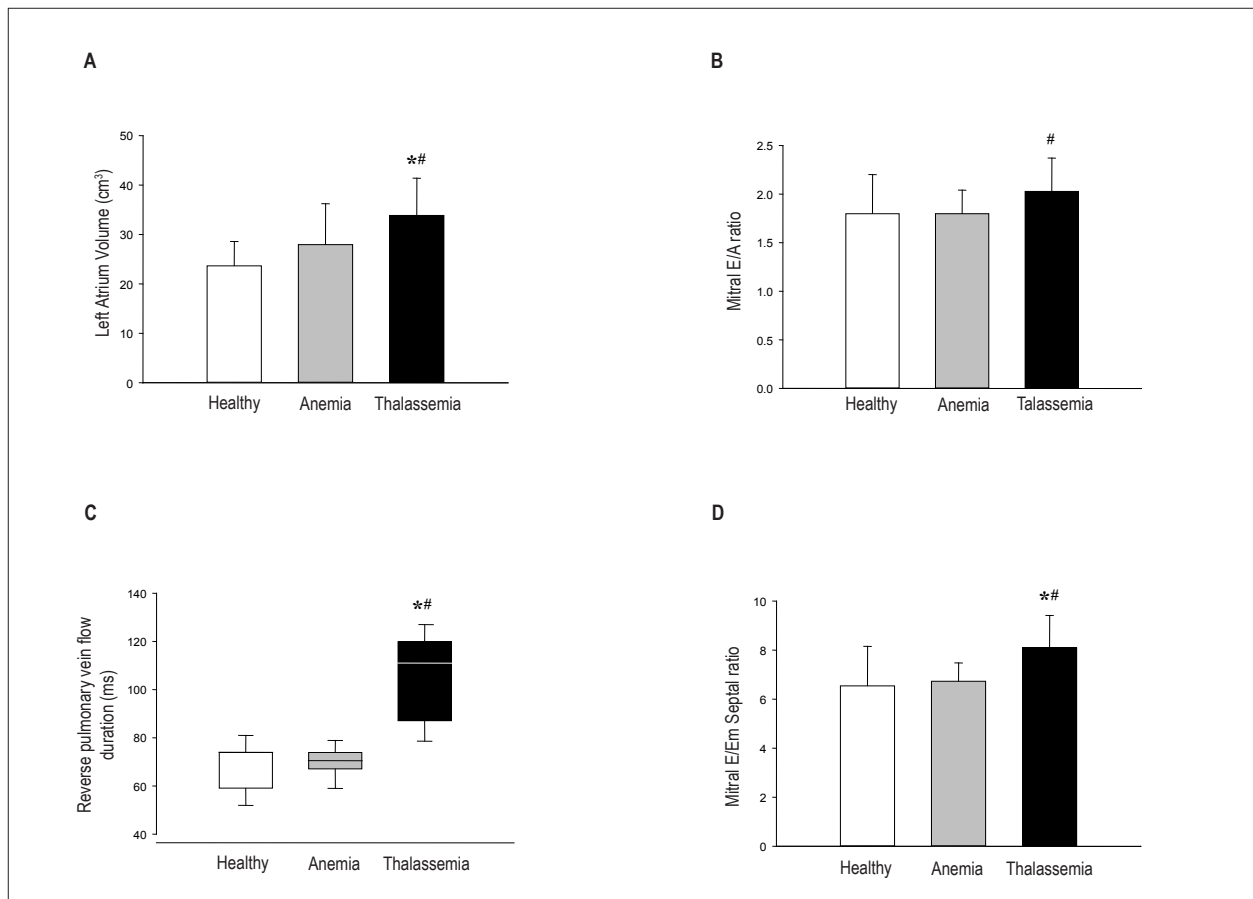 A
Left Atrium Volume (cm³)
50
40
30
20
10
0
*#
Healthy Anemia Thalassemia
B
Mitral E/A ratio
2.5
2.0
1.5
1.0
0.5
0.0
#
Healthy Anemia Talassemia
C
Reverse pulmonary vein flow
duration (ms)
140
120
100
80
60
40
*#
Healthy Anemia Thalassemia
D
Mitral E/Em Septal ratio
10
8
6
4
2
0
*#
Healthy Anemia Thalassemia